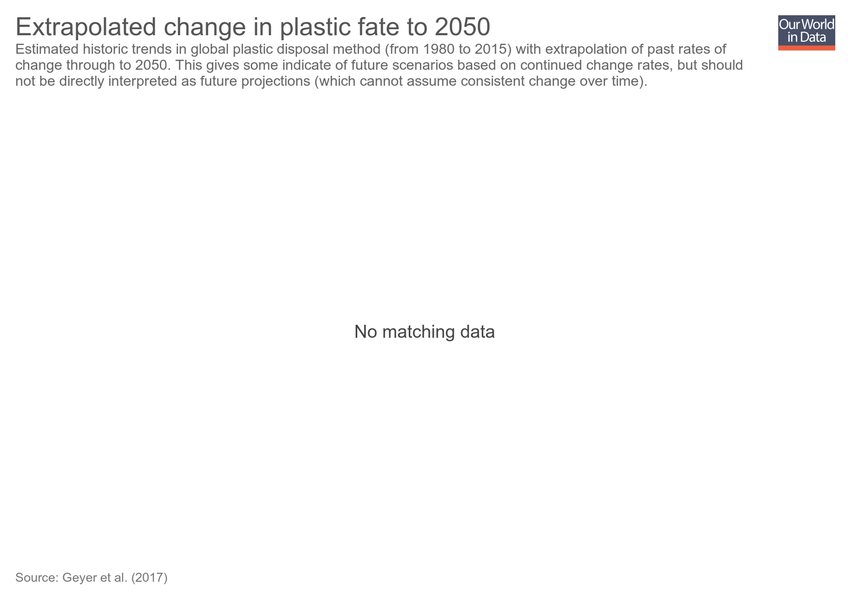 Extrapolated change in plastic fate to 2050
Our World
in Data
Estimated historic trends in global plastic disposal method (from 1980 to 2015) with extrapolation of past rates of
change through to 2050. This gives some indicate of future scenarios based on continued change rates, but should
not be directly interpreted as future projections (which cannot assume consistent change over time).
No matching data
Source: Geyer et al. (2017)